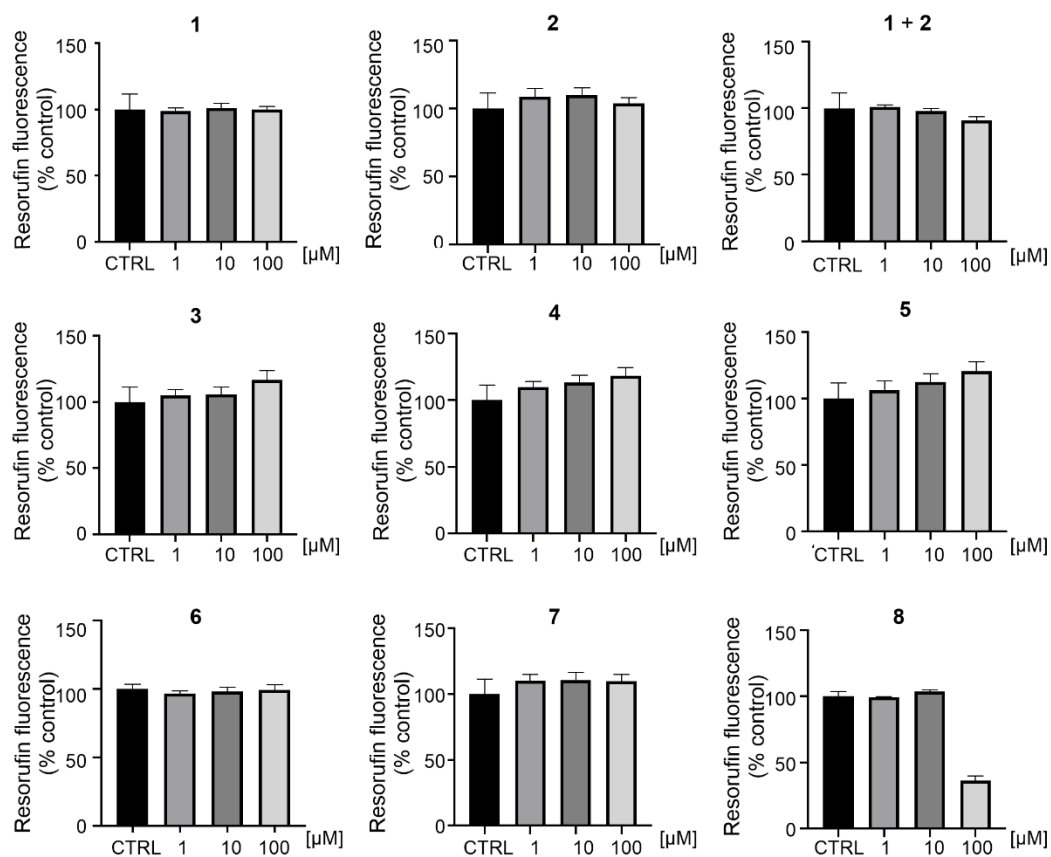 1
Resorufin fluorescence
(% control)
150
100
50
0
CTRL 1 10 100 [µM]
2
Resorufin fluorescence
(% control)
150
100
50
0
CTRL 1 10 100 [µM]
1 + 2
Resorufin fluorescence
(% control)
150
100
50
0
CTRL 1 10 100 [µM]
3
Resorufin fluorescence
(% control)
150
100
50
0
CTRL 1 10 100 [µM]
4
Resorufin fluorescence
(% control)
150
100
50
0
CTRL 1 10 100 [µM]
5
Resorufin fluorescence
(% control)
150
100
50
0
'CTRL 1 10 100 [µM]
6
Resorufin fluorescence
(% control)
150
100
50
0
CTRL 1 10 100 [µM]
7
Resorufin fluorescence
(% control)
150
100
50
0
CTRL 1 10 100 [µM]
8
Resorufin fluorescence
(% control)
150
100
50
0
CTRL 1 10 100 [µM]